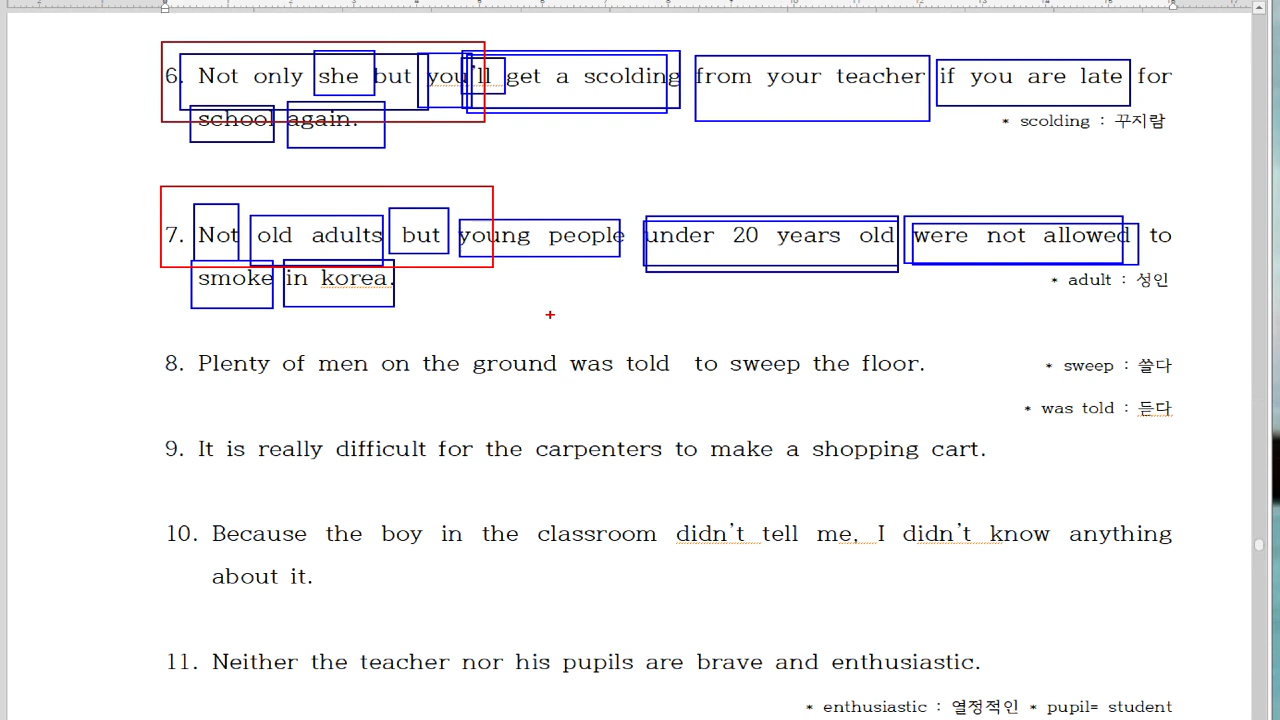 6. Not only she but you'll get a scolding from your teacher if you are late for
school again.
* scolding : 꾸지람
7. Not old adults but young people under 20 years old were not allowed to
smoke in korea.
* adult : 성인
8. Plenty of men on the ground was told to sweep the floor.
* sweep : 쓸다
* was told : 듣다
9. It is really difficult for the carpenters to make a shopping cart.
10. Because the boy in the classroom didn't tell me, I didn't know anything
about it.
11. Neither the teacher nor his pupils are brave and enthusiastic.
* enthusiastic : 열정적인 * pupil= student